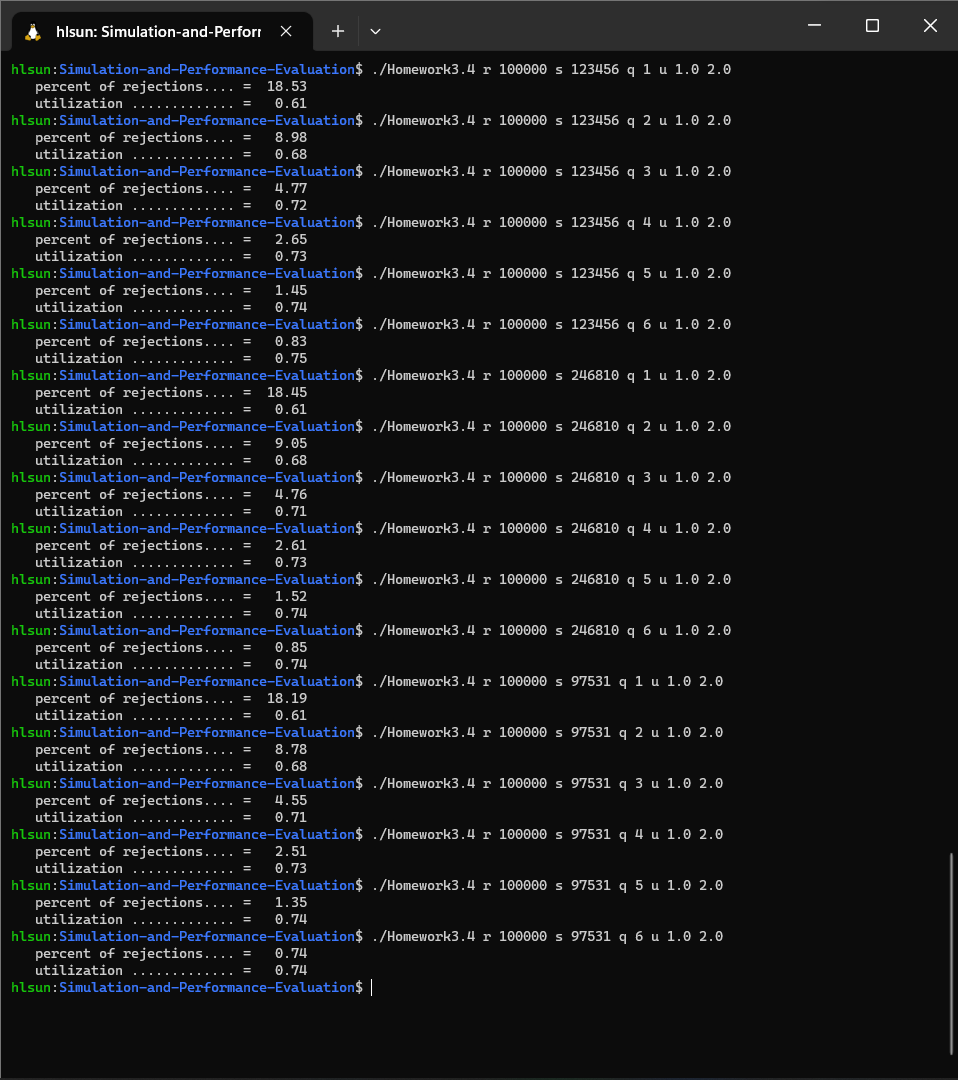 hlsun: Simulation-and-Perfor
hlsun:Simulation-and-Performance-Evaluation$ ./Homework3.4 r 100000 s 123456 q 1 u 1.0 2.0
   percent of rejections.... =  18.53
   utilization ............. =   0.61
hlsun:Simulation-and-Performance-Evaluation$ ./Homework3.4 r 100000 s 123456 q 2 u 1.0 2.0
   percent of rejections.... =   8.98
   utilization ............. =   0.68
hlsun:Simulation-and-Performance-Evaluation$ ./Homework3.4 r 100000 s 123456 q 3 u 1.0 2.0
   percent of rejections.... =   4.77
   utilization ............. =   0.72
hlsun:Simulation-and-Performance-Evaluation$ ./Homework3.4 r 100000 s 123456 q 4 u 1.0 2.0
   percent of rejections.... =   2.65
   utilization ............. =   0.73
hlsun:Simulation-and-Performance-Evaluation$ ./Homework3.4 r 100000 s 123456 q 5 u 1.0 2.0
   percent of rejections.... =   1.45
   utilization ............. =   0.74
hlsun:Simulation-and-Performance-Evaluation$ ./Homework3.4 r 100000 s 123456 q 6 u 1.0 2.0
   percent of rejections.... =   0.83
   utilization ............. =   0.75
hlsun:Simulation-and-Performance-Evaluation$ ./Homework3.4 r 100000 s 246810 q 1 u 1.0 2.0
   percent of rejections.... =  18.45
   utilization ............. =   0.61
hlsun:Simulation-and-Performance-Evaluation$ ./Homework3.4 r 100000 s 246810 q 2 u 1.0 2.0
   percent of rejections.... =   9.05
   utilization ............. =   0.68
hlsun:Simulation-and-Performance-Evaluation$ ./Homework3.4 r 100000 s 246810 q 3 u 1.0 2.0
   percent of rejections.... =   4.76
   utilization ............. =   0.71
hlsun:Simulation-and-Performance-Evaluation$ ./Homework3.4 r 100000 s 246810 q 4 u 1.0 2.0
   percent of rejections.... =   2.61
   utilization ............. =   0.73
hlsun:Simulation-and-Performance-Evaluation$ ./Homework3.4 r 100000 s 246810 q 5 u 1.0 2.0
   percent of rejections.... =   1.52
   utilization ............. =   0.74
hlsun:Simulation-and-Performance-Evaluation$ ./Homework3.4 r 100000 s 246810 q 6 u 1.0 2.0
   percent of rejections.... =   0.85
   utilization ............. =   0.74
hlsun:Simulation-and-Performance-Evaluation$ ./Homework3.4 r 100000 s 97531 q 1 u 1.0 2.0
   percent of rejections.... =  18.19
   utilization ............. =   0.61
hlsun:Simulation-and-Performance-Evaluation$ ./Homework3.4 r 100000 s 97531 q 2 u 1.0 2.0
   percent of rejections.... =   8.78
   utilization ............. =   0.68
hlsun:Simulation-and-Performance-Evaluation$ ./Homework3.4 r 100000 s 97531 q 3 u 1.0 2.0
   percent of rejections.... =   4.55
   utilization ............. =   0.71
hlsun:Simulation-and-Performance-Evaluation$ ./Homework3.4 r 100000 s 97531 q 4 u 1.0 2.0
   percent of rejections.... =   2.51
   utilization ............. =   0.73
hlsun:Simulation-and-Performance-Evaluation$ ./Homework3.4 r 100000 s 97531 q 5 u 1.0 2.0
   percent of rejections.... =   1.35
   utilization ............. =   0.74
hlsun:Simulation-and-Performance-Evaluation$ ./Homework3.4 r 100000 s 97531 q 6 u 1.0 2.0
   percent of rejections.... =   0.74
   utilization ............. =   0.74
hlsun:Simulation-and-Performance-Evaluation$